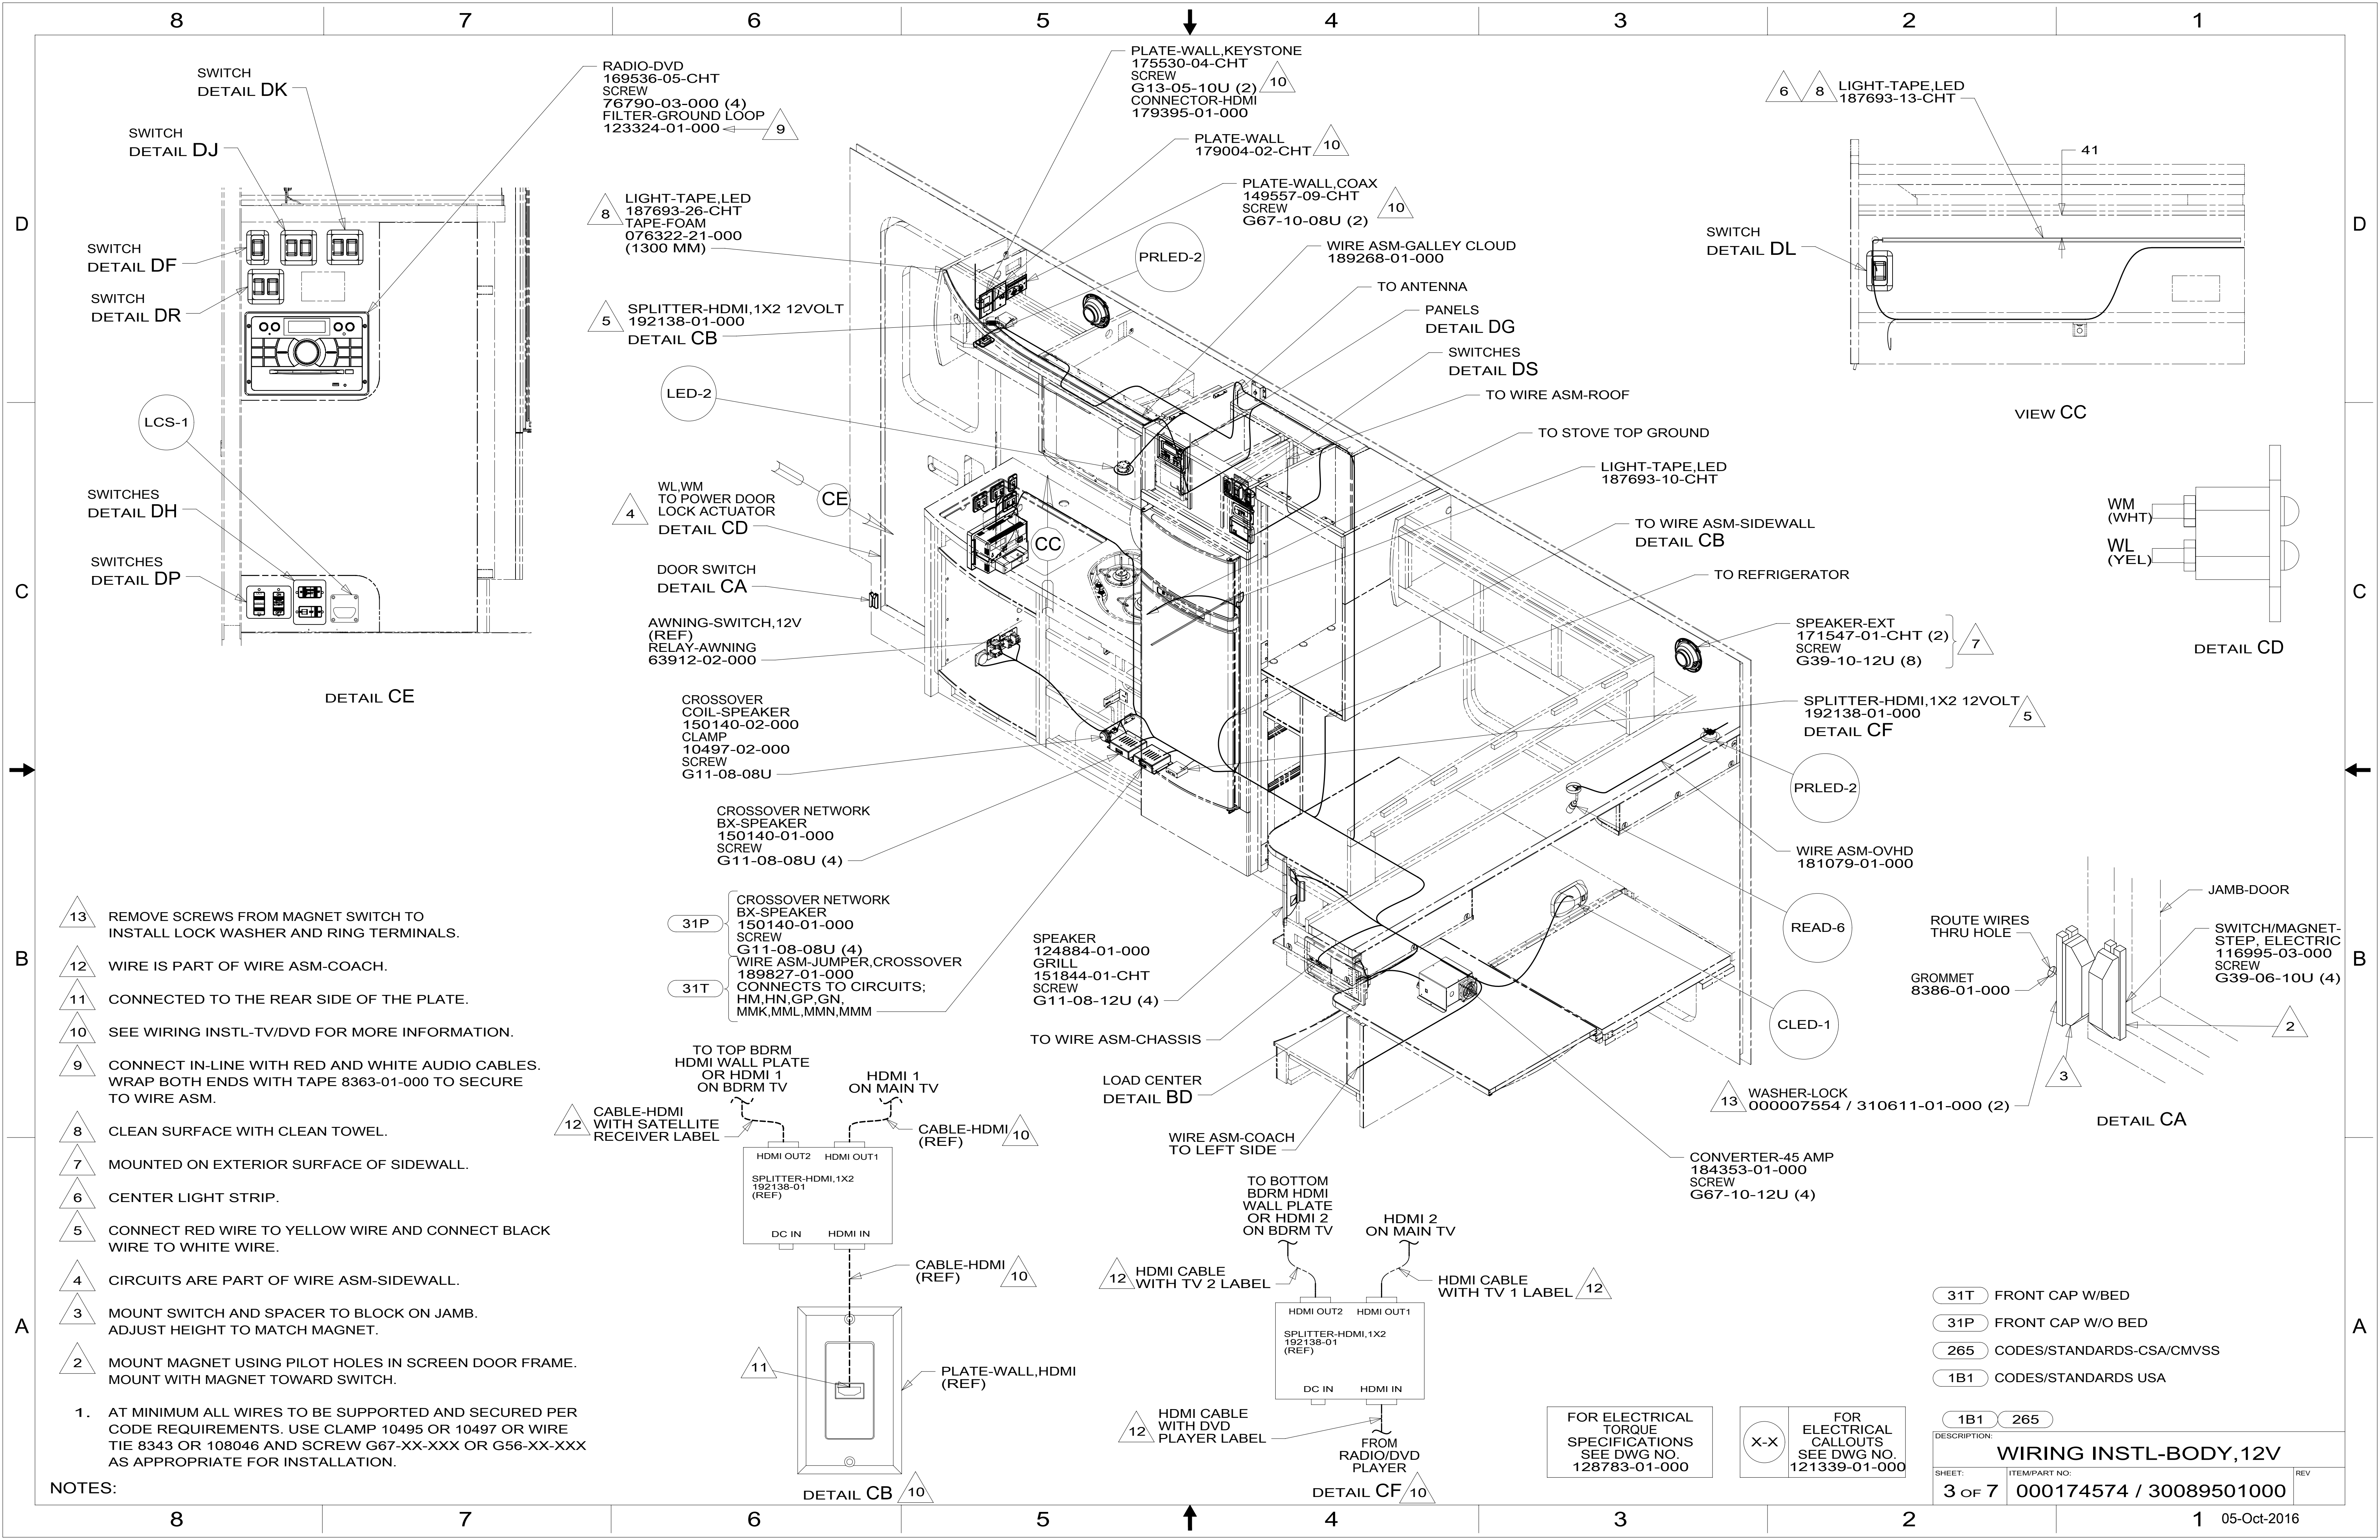 8 7 6 5 4 3 2 1
D
C
B
A
SWITCH
DETAIL DK
SWITCH
DETAIL DJ
SWITCH
DETAIL DF
SWITCH
DETAIL DR
LCS-1
SWITCHES
DETAIL DH
SWITCHES
DETAIL DP
DETAIL CE
RADIO-DVD
169536-05-CHT
SCREW
76790-03-000 (4)
FILTER-GROUND LOOP
123324-01-000
9
8
LIGHT-TAPE,LED
187693-26-CHT
TAPE-FOAM
076322-21-000
(1300 MM)
5
SPLITTER-HDMI,1X2 12VOLT
192138-01-000
DETAIL CB
LED-2
4
WL,WM
TO POWER DOOR
LOCK ACTUATOR
DETAIL CD
CE
DOOR SWITCH
DETAIL CA
AWNING-SWITCH,12V
(REF)
RELAY-AWNING
63912-02-000
CROSSOVER
COIL-SPEAKER
150140-02-000
CLAMP
10497-02-000
SCREW
G11-08-08U
CROSSOVER NETWORK
BX-SPEAKER
150140-01-000
SCREW
G11-08-08U (4)
31P
CROSSOVER NETWORK
BX-SPEAKER
150140-01-000
SCREW
G11-08-08U (4)
31T
WIRE ASM-JUMPER,CROSSOVER
189827-01-000
CONNECTS TO CIRCUITS;
HM,HN,GP,GN,
MMK,MML,MMN,MMM
PLATE-WALL,KEYSTONE
175530-04-CHT
SCREW
G13-05-10U (2)
CONNECTOR-HDMI
179395-01-000
10
PLATE-WALL
179004-02-CHT
10
PLATE-WALL,COAX
149557-09-CHT
SCREW
G67-10-08U (2)
10
WIRE ASM-GALLEY CLOUD
189268-01-000
PRLED-2
TO ANTENNA
PANELS
DETAIL DG
SWITCHES
DETAIL DS
TO WIRE ASM-ROOF
TO STOVE TOP GROUND
LIGHT-TAPE,LED
187693-10-CHT
TO WIRE ASM-SIDEWALL
DETAIL CB
TO REFRIGERATOR
CC
SPEAKER-EXT
171547-01-CHT (2)
SCREW
G39-10-12U (8)
7
SPLITTER-HDMI,1X2 12VOLT
192138-01-000
DETAIL CF
5
PRLED-2
WIRE ASM-OVHD
181079-01-000
READ-6
CLED-1
SPEAKER
124884-01-000
GRILL
151844-01-CHT
SCREW
G11-08-12U (4)
TO WIRE ASM-CHASSIS
LOAD CENTER
DETAIL BD
WIRE ASM-COACH
TO LEFT SIDE
CONVERTER-45 AMP
184353-01-000
SCREW
G67-10-12U (4)
6 8
LIGHT-TAPE,LED
187693-13-CHT
41
SWITCH
DETAIL DL
VIEW CC
WM
(WHT)
WL
(YEL)
DETAIL CD
JAMB-DOOR
ROUTE WIRES
THRU HOLE
GROMMET
8386-01-000
SWITCH/MAGNET-
STEP, ELECTRIC
116995-03-000
SCREW
G39-06-10U (4)
2
3
13
WASHER-LOCK
000007554 / 310611-01-000 (2)
DETAIL CA
13 REMOVE SCREWS FROM MAGNET SWITCH TO
INSTALL LOCK WASHER AND RING TERMINALS.
12 WIRE IS PART OF WIRE ASM-COACH.
11 CONNECTED TO THE REAR SIDE OF THE PLATE.
10 SEE WIRING INSTL-TV/DVD FOR MORE INFORMATION.
9 CONNECT IN-LINE WITH RED AND WHITE AUDIO CABLES.
WRAP BOTH ENDS WITH TAPE 8363-01-000 TO SECURE
TO WIRE ASM.
8 CLEAN SURFACE WITH CLEAN TOWEL.
7 MOUNTED ON EXTERIOR SURFACE OF SIDEWALL.
6 CENTER LIGHT STRIP.
5 CONNECT RED WIRE TO YELLOW WIRE AND CONNECT BLACK
WIRE TO WHITE WIRE.
4 CIRCUITS ARE PART OF WIRE ASM-SIDEWALL.
3 MOUNT SWITCH AND SPACER TO BLOCK ON JAMB.
ADJUST HEIGHT TO MATCH MAGNET.
2 MOUNT MAGNET USING PILOT HOLES IN SCREEN DOOR FRAME.
MOUNT WITH MAGNET TOWARD SWITCH.
1. AT MINIMUM ALL WIRES TO BE SUPPORTED AND SECURED PER
CODE REQUIREMENTS. USE CLAMP 10495 OR 10497 OR WIRE
TIE 8343 OR 108046 AND SCREW G67-XX-XXX OR G56-XX-XXX
AS APPROPRIATE FOR INSTALLATION.
NOTES:
TO TOP BDRM
HDMI WALL PLATE
OR HDMI 1
ON BDRM TV
HDMI 1
ON MAIN TV
12
CABLE-HDMI
WITH SATELLITE
RECEIVER LABEL
CABLE-HDMI
(REF)
10
HDMI OUT2 HDMI OUT1
SPLITTER-HDMI,1X2
192138-01
(REF)
DC IN HDMI IN
CABLE-HDMI
(REF)
10
11
PLATE-WALL,HDMI
(REF)
DETAIL CB 10
TO BOTTOM
BDRM HDMI
WALL PLATE
OR HDMI 2
ON BDRM TV
HDMI 2
ON MAIN TV
12
HDMI CABLE
WITH TV 2 LABEL
HDMI CABLE
WITH TV 1 LABEL
12
HDMI OUT2 HDMI OUT1
SPLITTER-HDMI,1X2
192138-01
(REF)
DC IN HDMI IN
12
HDMI CABLE
WITH DVD
PLAYER LABEL
FROM
RADIO/DVD
PLAYER
DETAIL CF 10
FOR ELECTRICAL
TORQUE
SPECIFICATIONS
SEE DWG NO.
128783-01-000
X-X
FOR
ELECTRICAL
CALLOUTS
SEE DWG NO.
121339-01-000
31T FRONT CAP W/BED
31P FRONT CAP W/O BED
265 CODES/STANDARDS-CSA/CMVSS
1B1 CODES/STANDARDS USA
1B1 265
DESCRIPTION:
WIRING INSTL-BODY,12V
SHEET: ITEM/PART NO: REV
3 OF 7 000174574 / 30089501000
D
C
B
A
8 7 6 5 4 3 2 1
05-Oct-2016